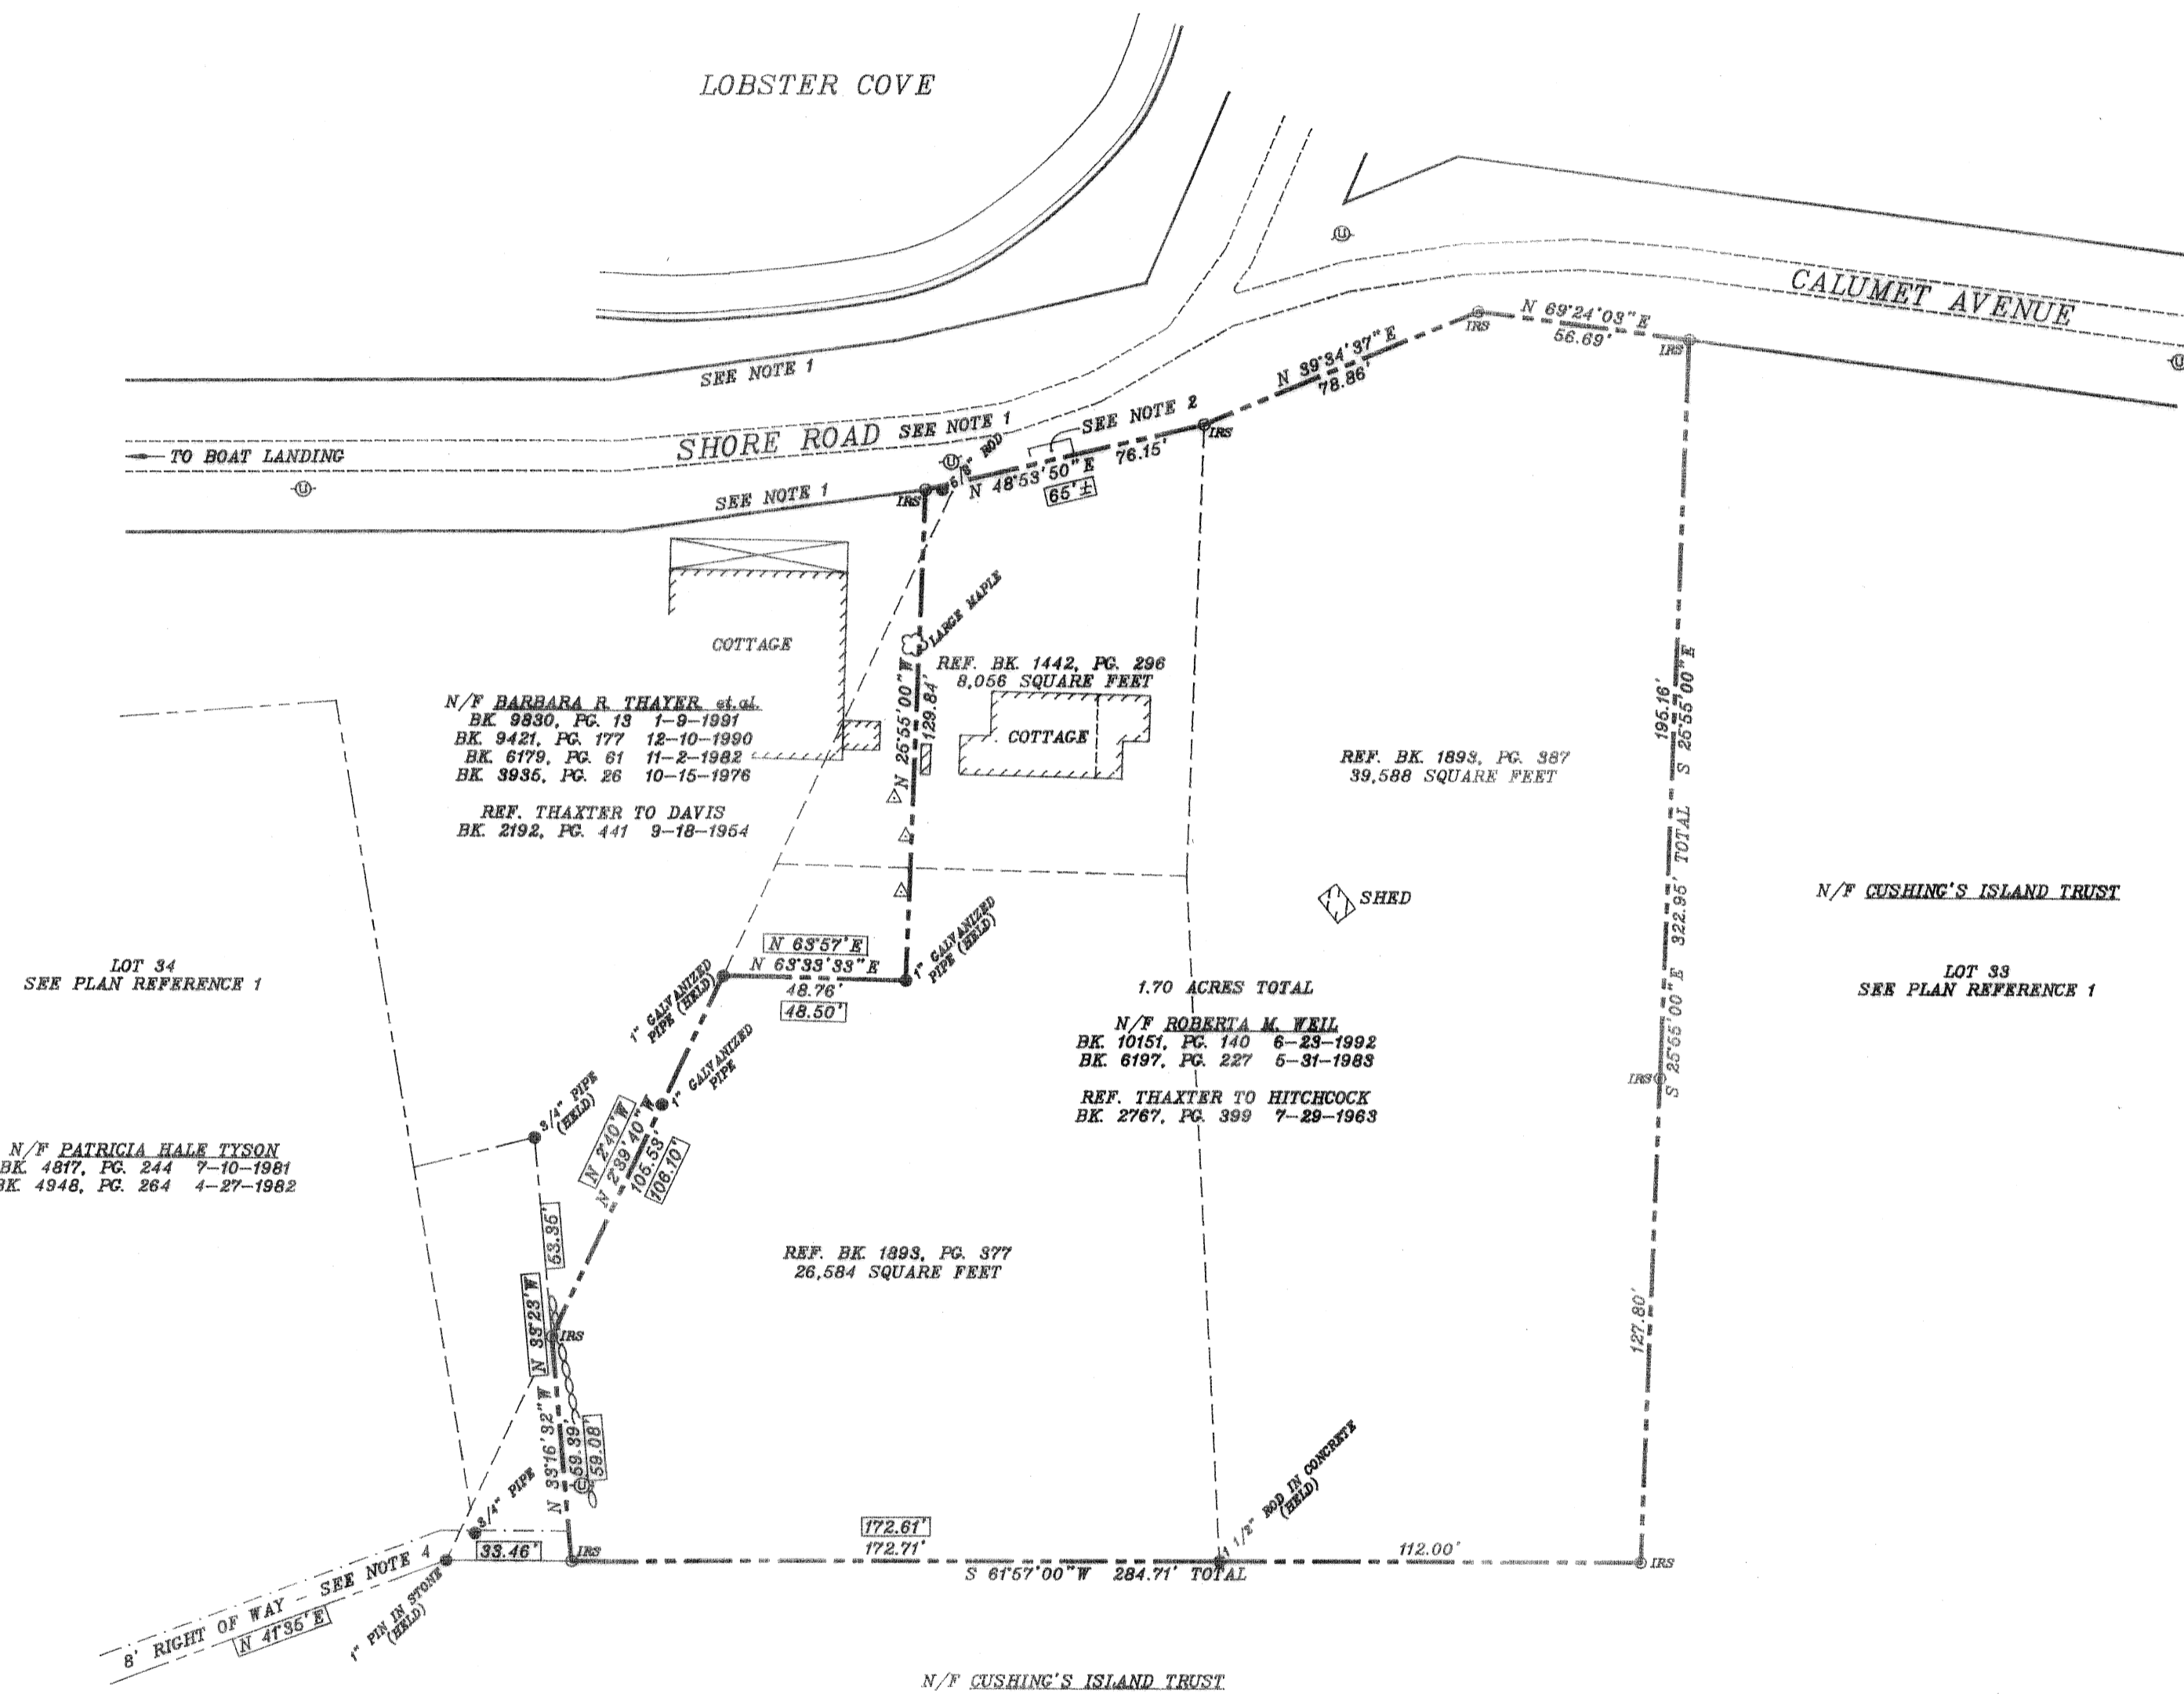 LOBSTER COVE
CALUMET AVENUE
N 69°24'03"E
56.69'
IRS
IRS
N 39°34'37"E
78.86'
SEE NOTE 1
SHORE ROAD SEE NOTE 1
SEE NOTE 2
IRS
TO BOAT LANDING
5/8" ROD
N 48°53'50"E
76.15'
65'±
SEE NOTE 1
IRS
LARGE MAPLE
COTTAGE
N 25°55'00"W
129.84'
REF. BK. 1442, PG. 296
8,056 SQUARE FEET
COTTAGE
N/F BARBARA R. THAYER et.al.
BK. 9830, PG. 13 1-9-1991
BK. 9421, PG. 177 12-10-1990
BK. 6179, PG. 61 11-2-1982
BK. 3935, PG. 26 10-15-1976
REF. THAXTER TO DAVIS
BK. 2192, PG. 441 9-18-1954
REF. BK. 1893, PG. 387
39,588 SQUARE FEET
195.16'
S 25°55'00"E
S 25°55'00"E 322.95' TOTAL
SHED
N/F CUSHING'S ISLAND TRUST
LOT 33
SEE PLAN REFERENCE 1
LOT 34
SEE PLAN REFERENCE 1
N 63°57'E
N 63°33'33"E
48.76'
48.50'
1" GALVANIZED
PIPE (HELD)
1" GALVANIZED
PIPE (HELD)
1" GALVANIZED
PIPE
1.70 ACRES TOTAL
N/F ROBERTA M. WEIL
BK. 10151, PG. 140 6-23-1992
BK. 6197, PG. 227 5-31-1983
REF. THAXTER TO HITCHCOCK
BK. 2767, PG. 399 7-29-1963
IRS
3/4" PIPE
(HELD)
N/F PATRICIA HALE TYSON
BK. 4817, PG. 244 7-10-1981
BK. 4948, PG. 264 4-27-1982
N 2°40'W
N 2°39'40"W
105.53'
106.10'
53.35'
N 33°23'W
IRS
REF. BK. 1893, PG. 377
26,584 SQUARE FEET
127.80'
N 33°16'32"W
59.39'
59.08'
3/4" PIPE
33.46'
IRS
172.61'
172.71'
S 61°57'00"W 284.71' TOTAL
1 1/2" ROD IN CONCRETE
(HELD)
112.00'
IRS
8' RIGHT OF WAY - SEE NOTE 4
N 41°35'E
1" PIN IN STONE
(HELD)
N/F CUSHING'S ISLAND TRUST